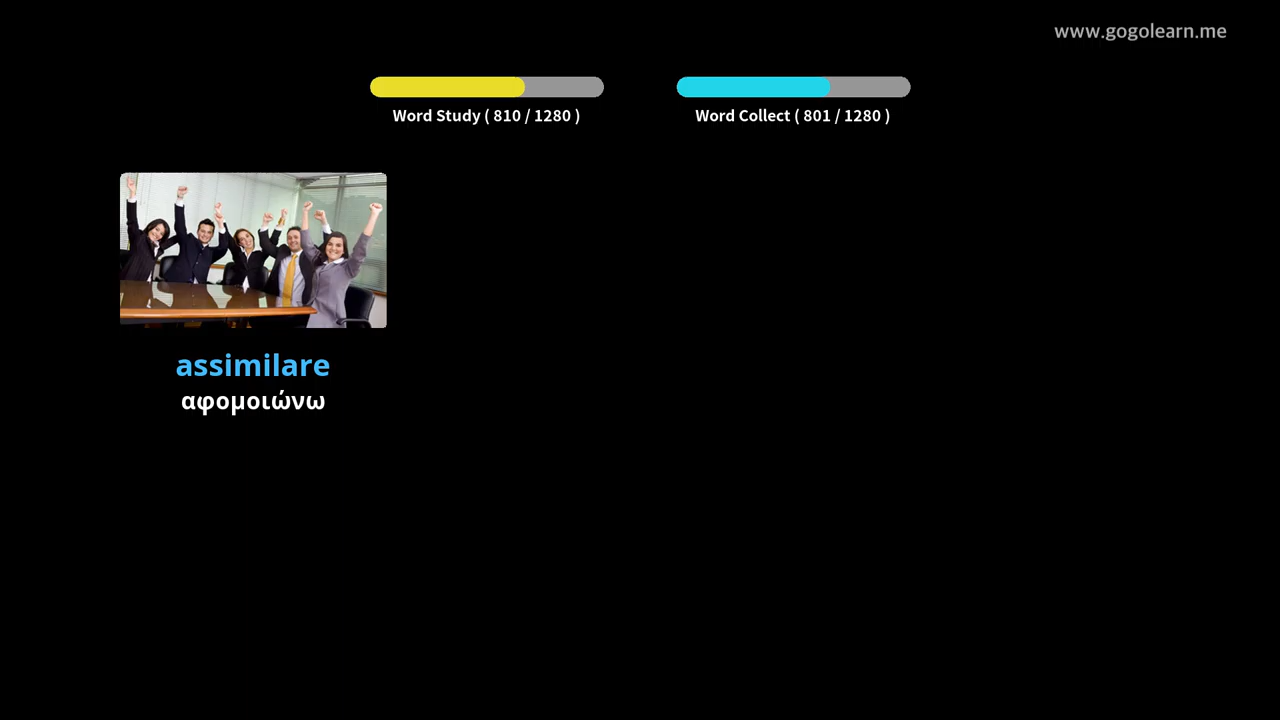 www.gogolearn.me
Word Study ( 810 / 1280 )
Word Collect ( 801 / 1280 )
assimilare
αφομοιώνω